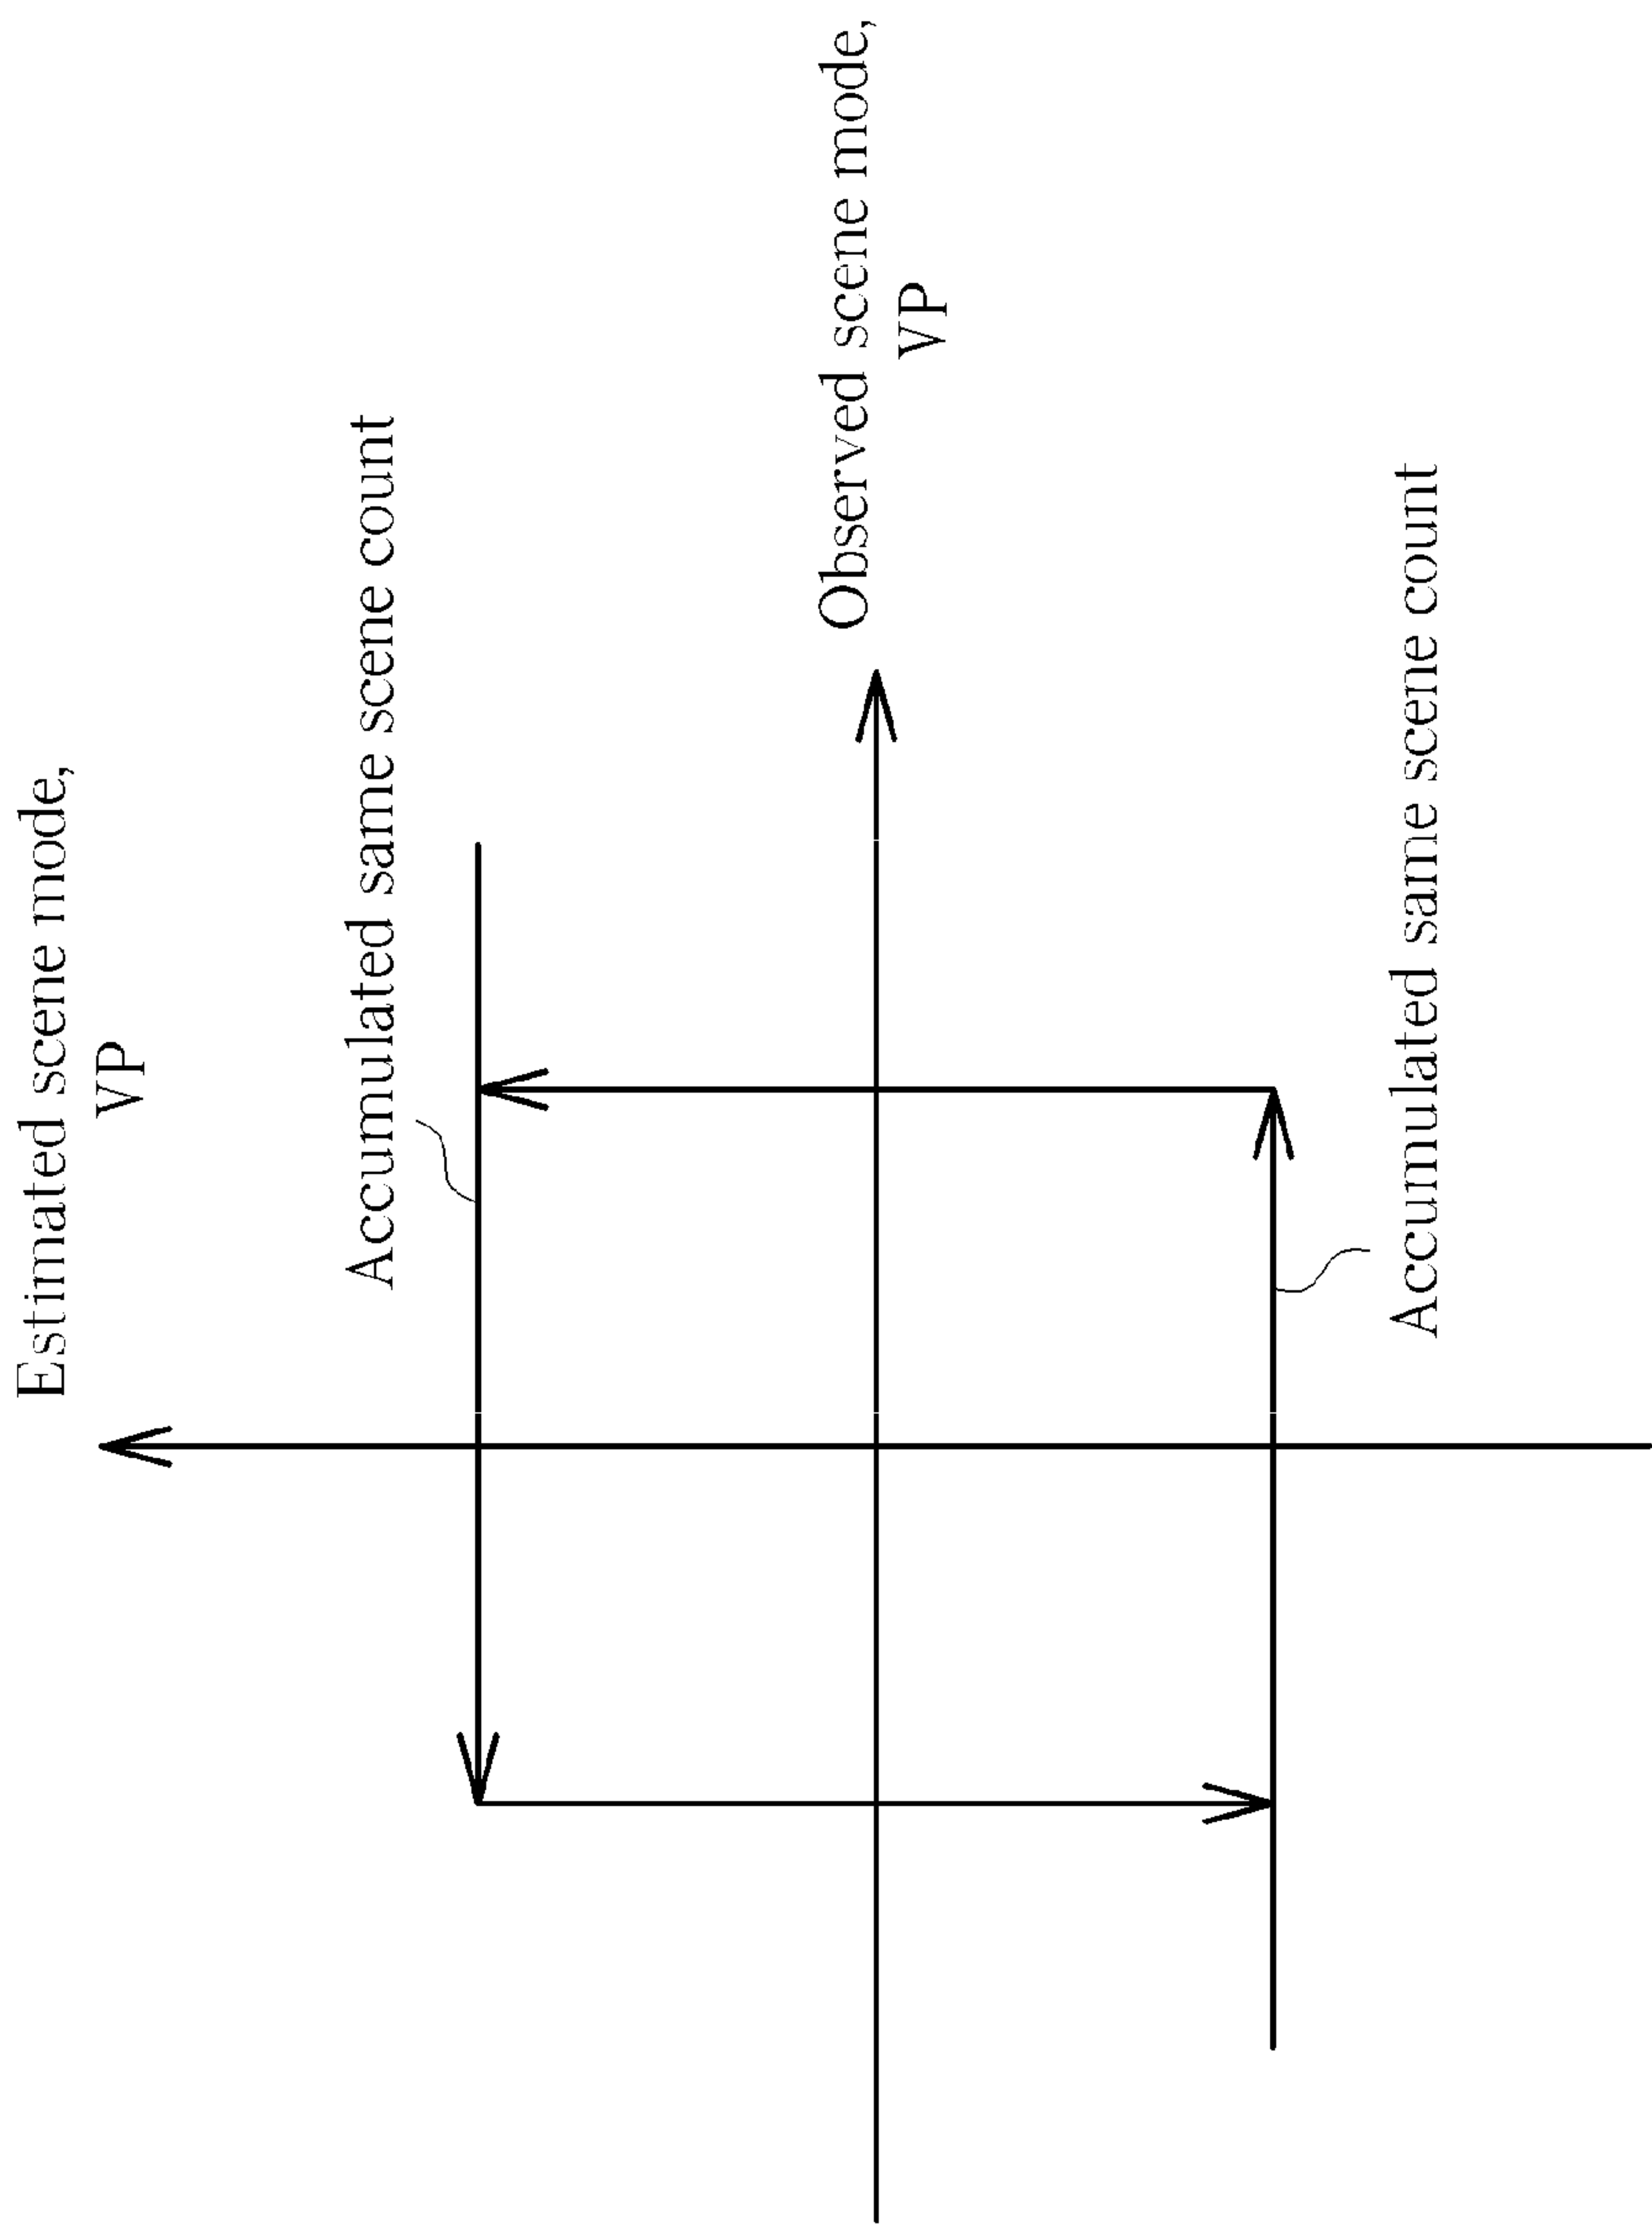 Estimated scene mode,
VP
Accumulated same scene count
Observed scene mode,
VP
Accumulated same scene count